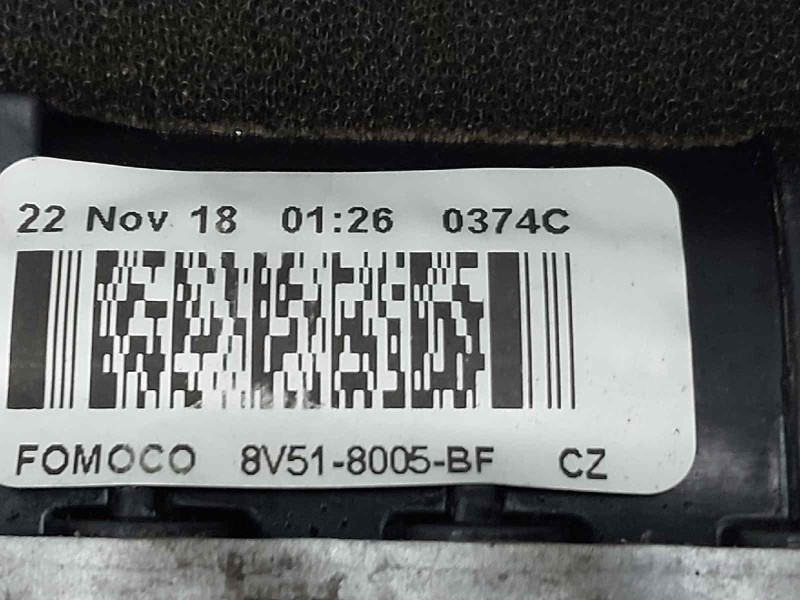 22 Nov 18 01:26 0374C
FOMOCO 8V51-8005-BF CZ